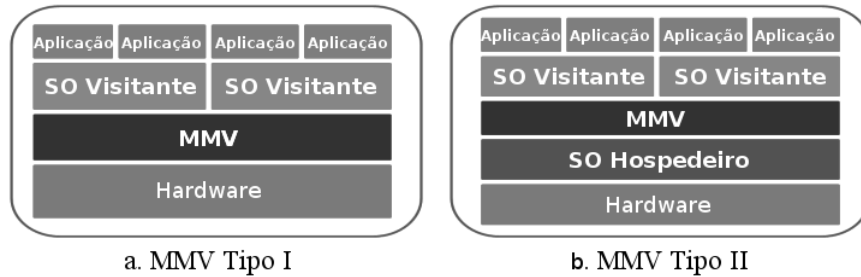 Aplicação Aplicação Aplicação Aplicação
SO Visitante SO Visitante
MMV
Hardware
a. MMV Tipo I
Aplicação Aplicação Aplicação Aplicação
SO Visitante SO Visitante
MMV
SO Hospedeiro
Hardware
b. MMV Tipo II